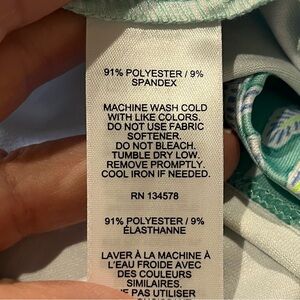 91% POLYESTER / 9%
SPANDEX
MACHINE WASH COLD
WITH LIKE COLORS.
DO NOT USE FABRIC
SOFTENER.
DO NOT BLEACH.
TUMBLE DRY LOW.
REMOVE PROMPTLY.
COOL IRON IF NEEDED.
RN 134578
91% POLYESTER / 9%
ÉLASTHANNE
LAVER À LA MACHINE À
L'EAU FROIDE AVEC
DES COULEURS
SIMILAIRES.
PAS UTILISER